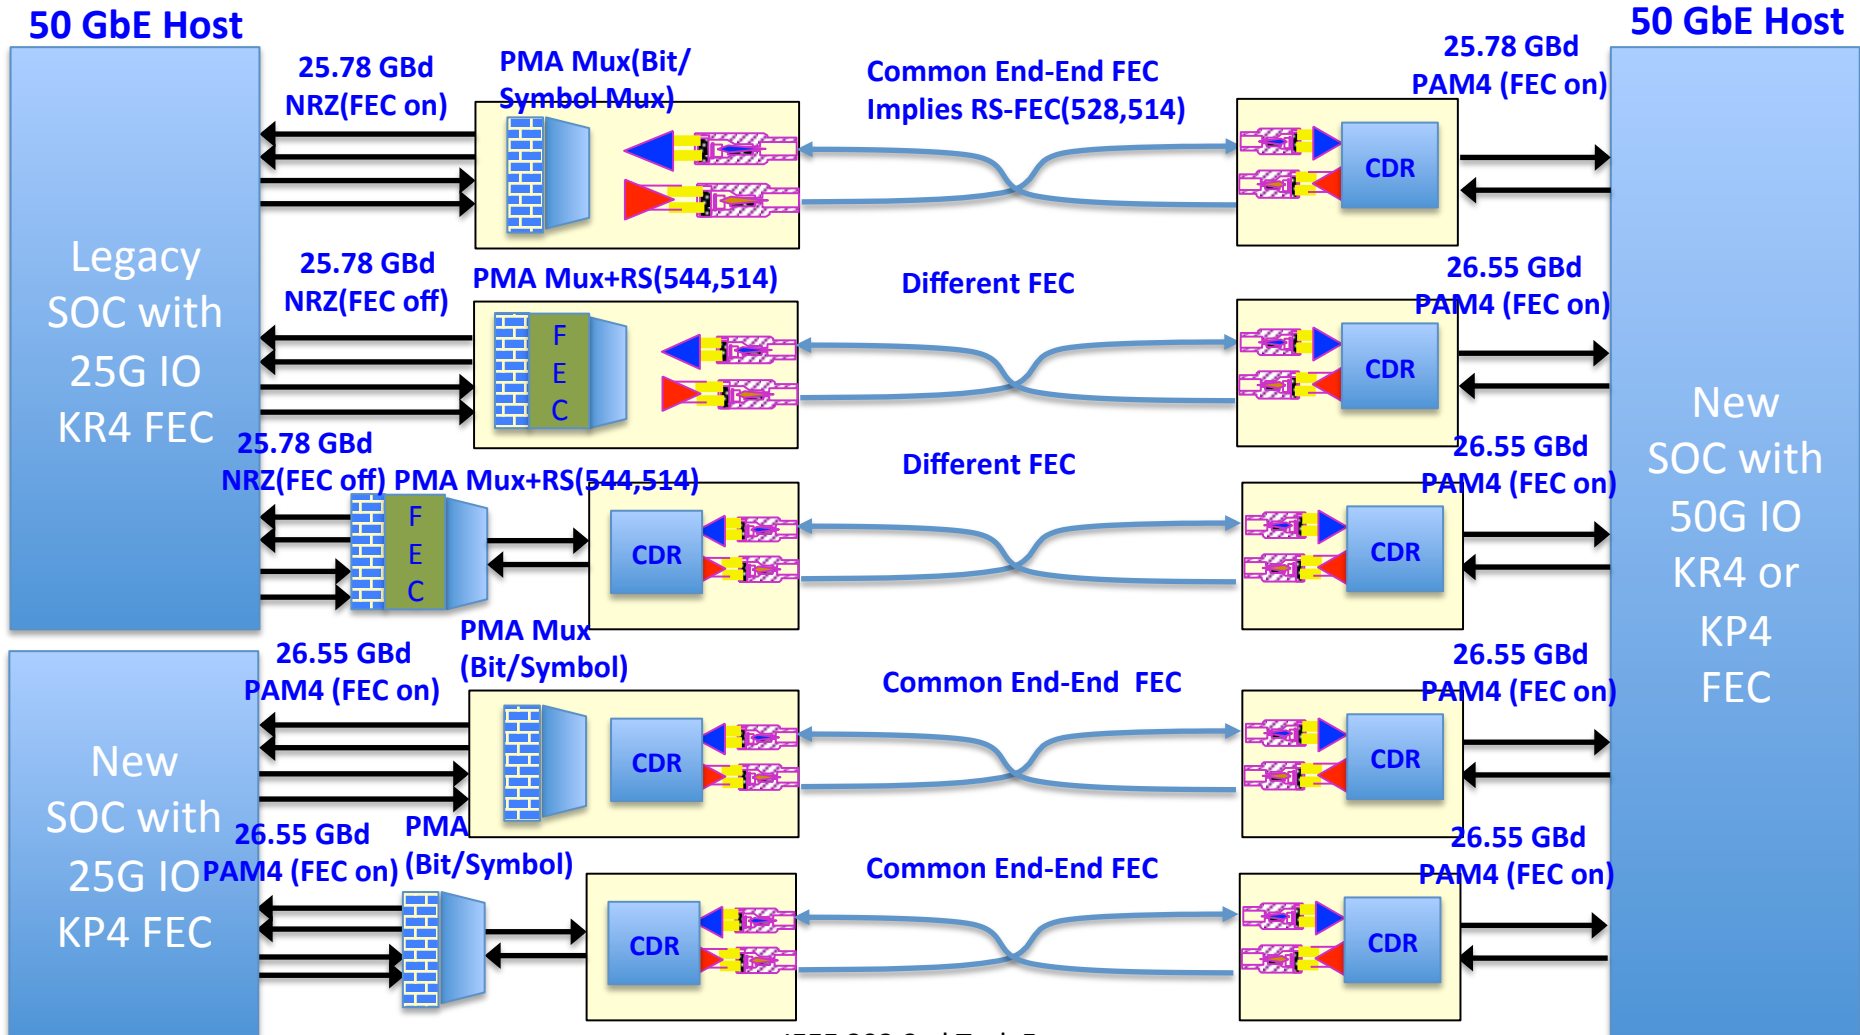 50 GbE Host
50 GbE Host
25.78 GBd
NRZ(FEC on)
PMA Mux(Bit/
Symbol Mux)
Common End-End FEC
Implies RS-FEC(528,514)
25.78 GBd
PAM4 (FEC on)
CDR
Legacy
SOC with
25G IO
KR4 FEC
25.78 GBd
NRZ(FEC off)
PMA Mux+RS(544,514)
F
E
C
Different FEC
26.55 GBd
PAM4 (FEC on)
CDR
25.78 GBd
NRZ(FEC off)
PMA Mux+RS(544,514)
F
E
C
CDR
Different FEC
26.55 GBd
PAM4 (FEC on)
CDR
New
SOC with
50G IO
KR4 or
KP4
FEC
New
SOC with
25G IO
KP4 FEC
26.55 GBd
PAM4 (FEC on)
PMA Mux
(Bit/Symbol)
CDR
Common End-End FEC
26.55 GBd
PAM4 (FEC on)
CDR
26.55 GBd
PAM4 (FEC on)
PMA
(Bit/Symbol)
CDR
Common End-End FEC
26.55 GBd
PAM4 (FEC on)
CDR